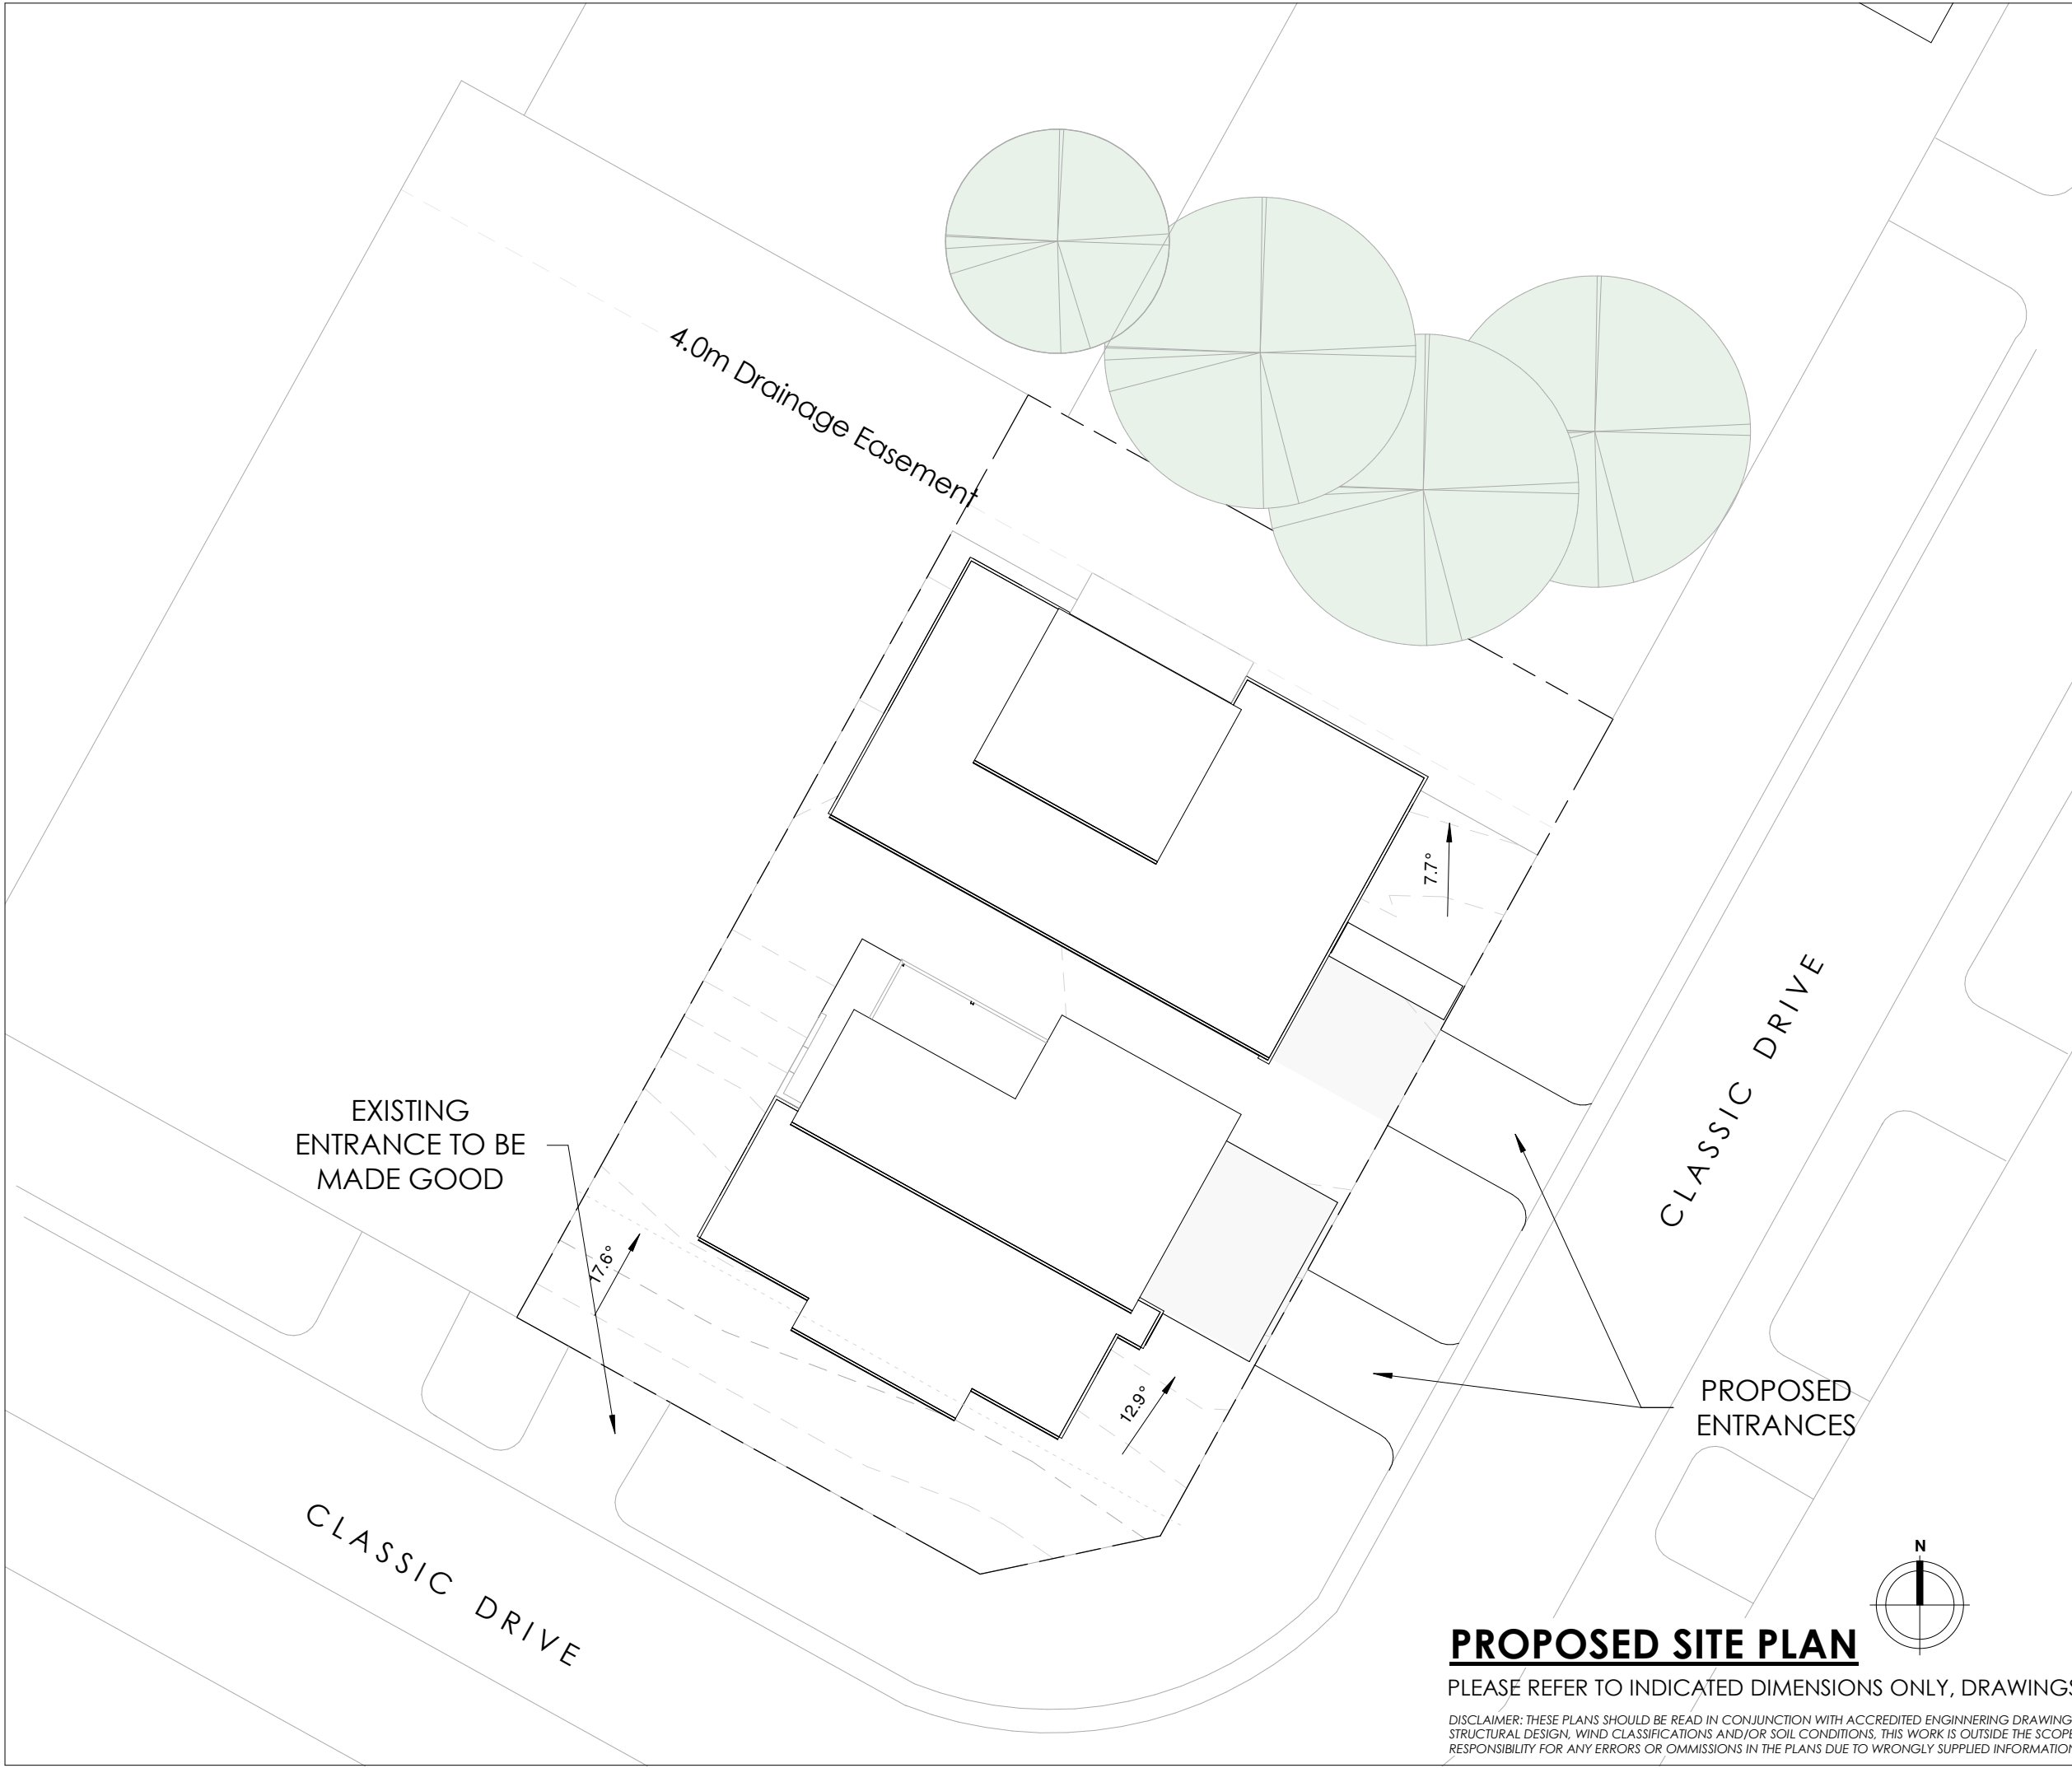 4.0m Drainage Easement
7.7°
CLASSIC DRIVE
EXISTING
ENTRANCE TO BE
MADE GOOD
17.6°
12.9°
PROPOSED
ENTRANCES
CLASSIC DRIVE
N
PROPOSED SITE PLAN
PLEASE REFER TO INDICATED DIMENSIONS ONLY, DRAWINGS
DISCLAIMER: THESE PLANS SHOULD BE READ IN CONJUNCTION WITH ACCREDITED ENGINNERING DRAWING
STRUCTURAL DESIGN, WIND CLASSIFICATIONS AND/OR SOIL CONDITIONS, THIS WORK IS OUTSIDE THE SCOPE
RESPONSIBILITY FOR ANY ERRORS OR OMMISSIONS IN THE PLANS DUE TO WRONGLY SUPPLIED INFORMATION